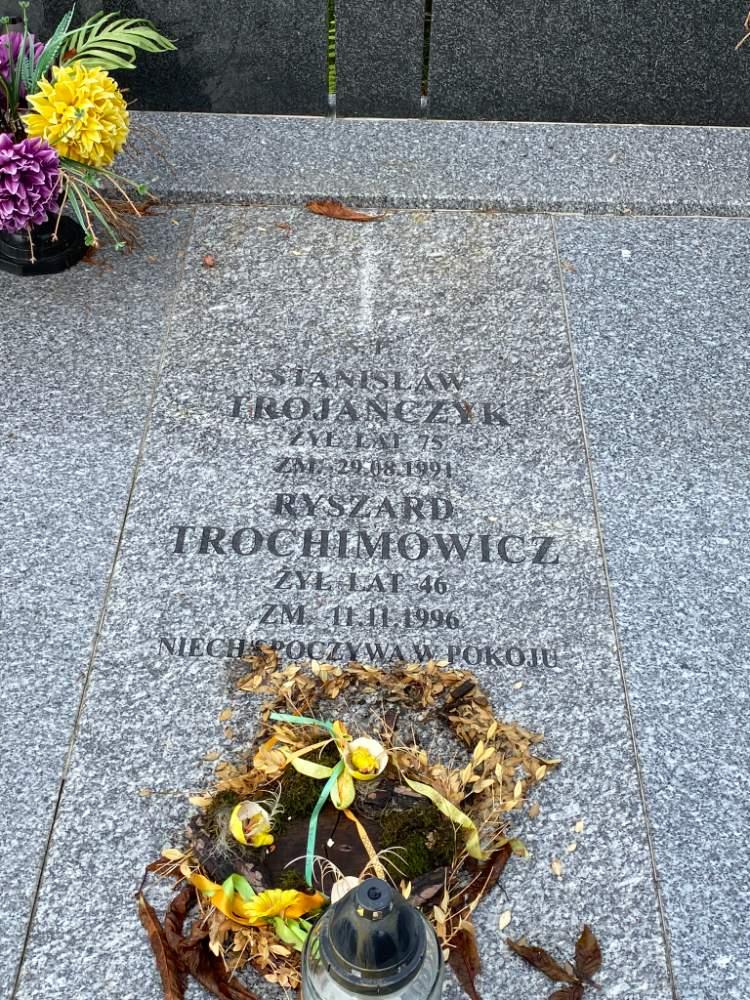 Ś. P.
STANISŁAW
TROJAŃCZYK
ŻYŁ LAT 75
ZM. 29.08.1991
RYSZARD
TROCHIMOWICZ
ŻYŁ LAT 46
ZM. 11.11.1996
NIECH SPOCZYWA W POKOJU